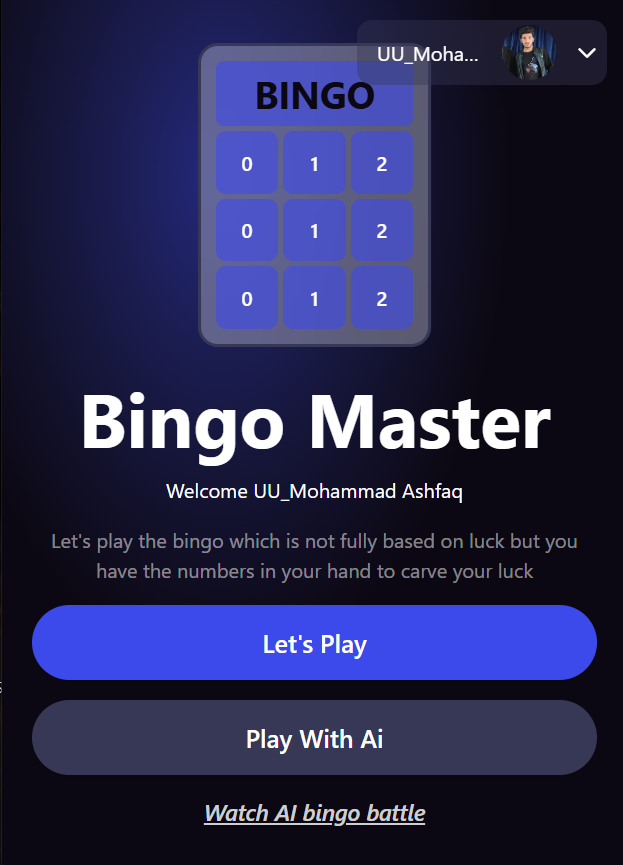 UU_Moha...
BINGO
0 1 2
0 1 2
0 1 2
Bingo Master
Welcome UU_Mohammad Ashfaq
Let's play the bingo which is not fully based on luck but you
have the numbers in your hand to carve your luck
Let's Play
Play With Ai
Watch AI bingo battle